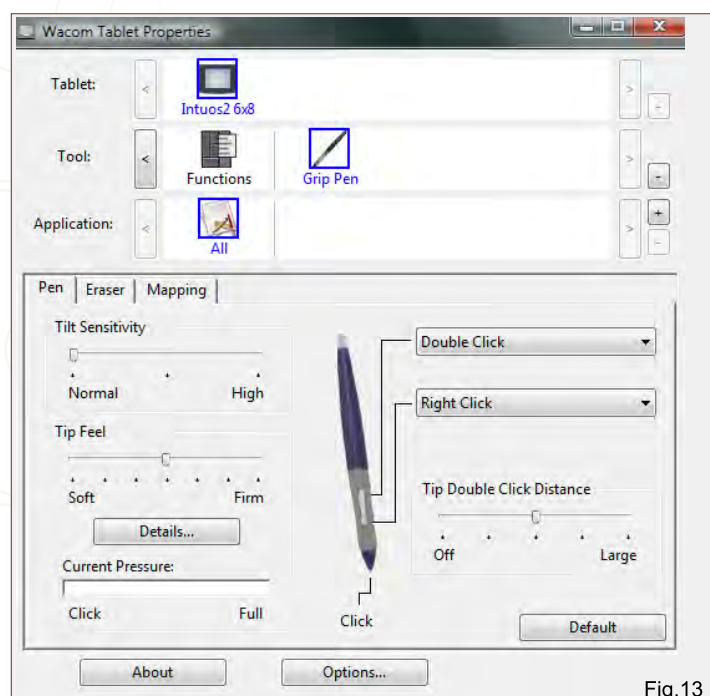 Wacom Tablet Properties
Tablet:
Intuos2 6x8
Tool:
Functions
Grip Pen
Application:
All
Pen Eraser Mapping
Tilt Sensitivity
Normal High
Tip Feel
Soft Firm
Details...
Current Pressure:
Click Full
Double Click
Right Click
Tip Double Click Distance
Off Large
Click
Default
About Options...
Fig.13